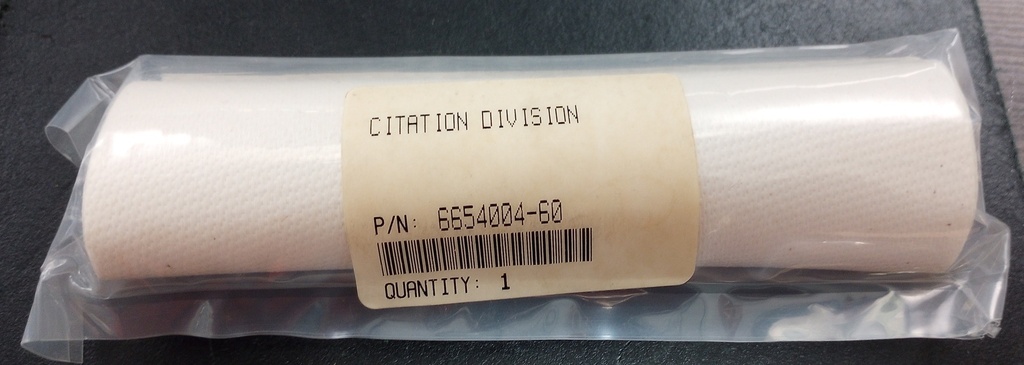 CITATION DIVISION
P/N: 6654004-60
QUANTITY: 1